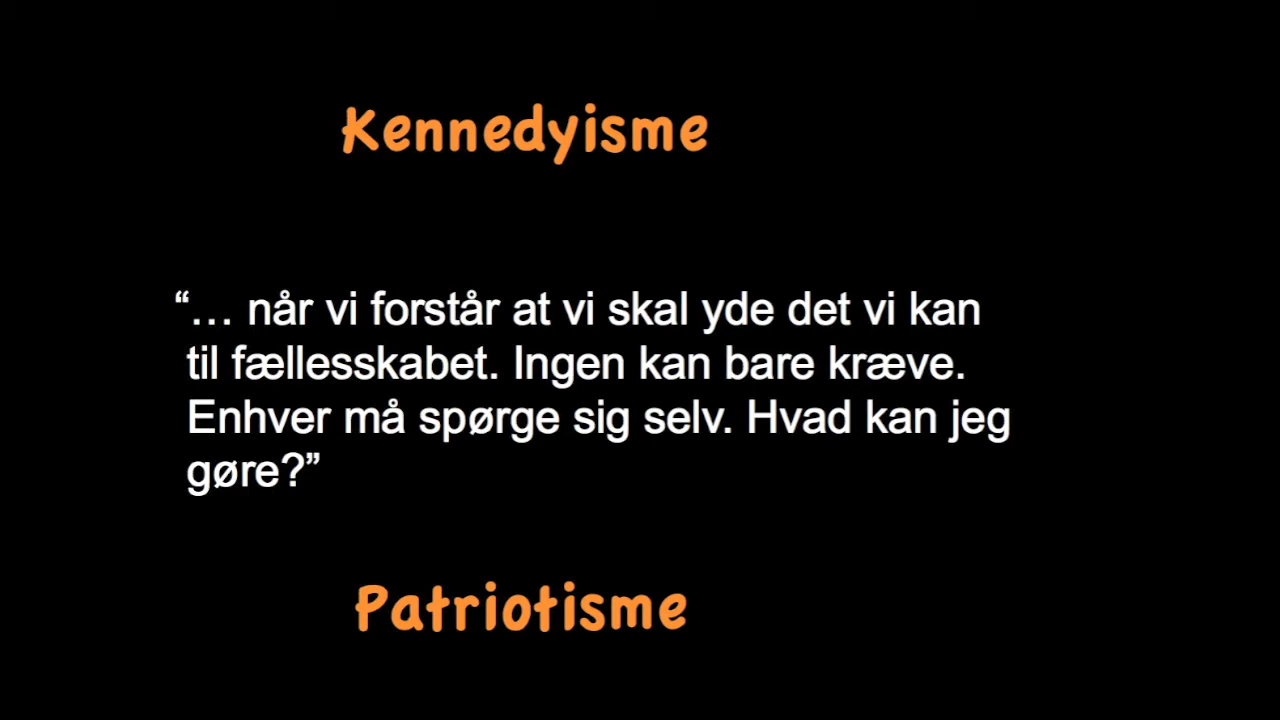 Kennedyisme
“… når vi forstår at vi skal yde det vi kan
til fællesskabet. Ingen kan bare kræve.
Enhver må spørge sig selv. Hvad kan jeg
gøre?”
Patriotisme